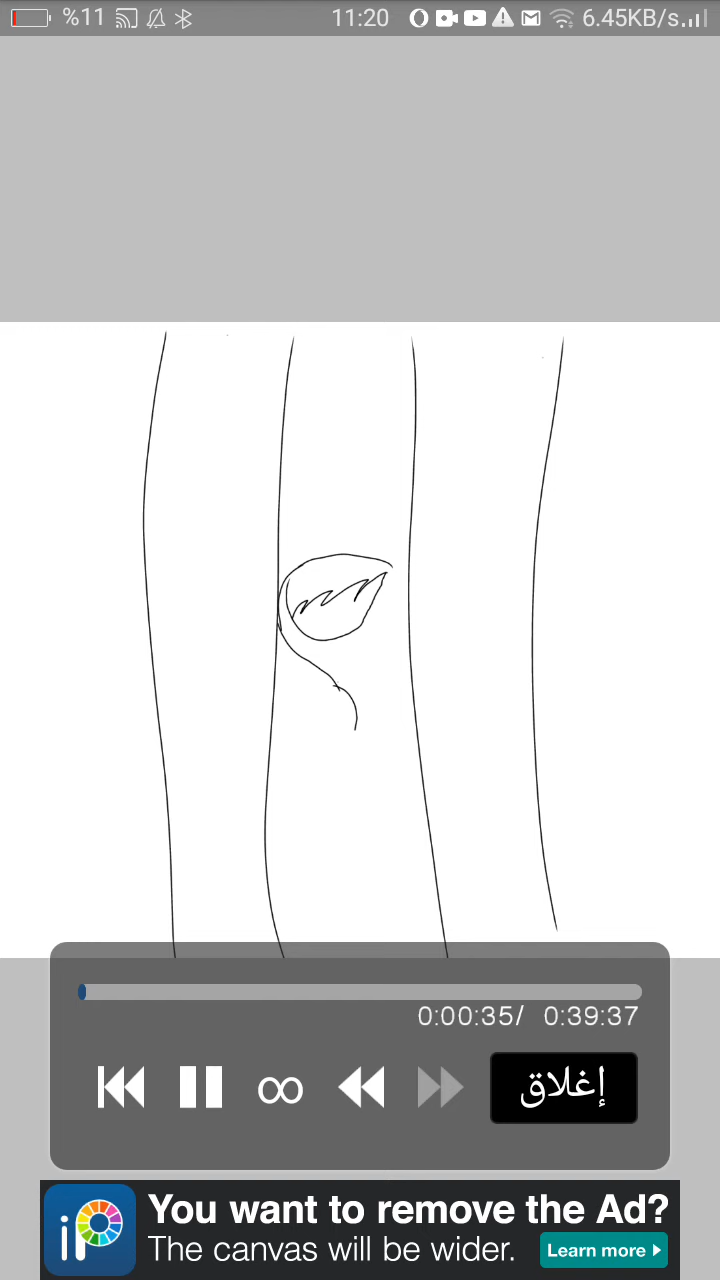 %11 11:20 6.45KB/s
0:00:35/ 0:39:37
إغلاق
iP You want to remove the Ad?
The canvas will be wider. Learn more